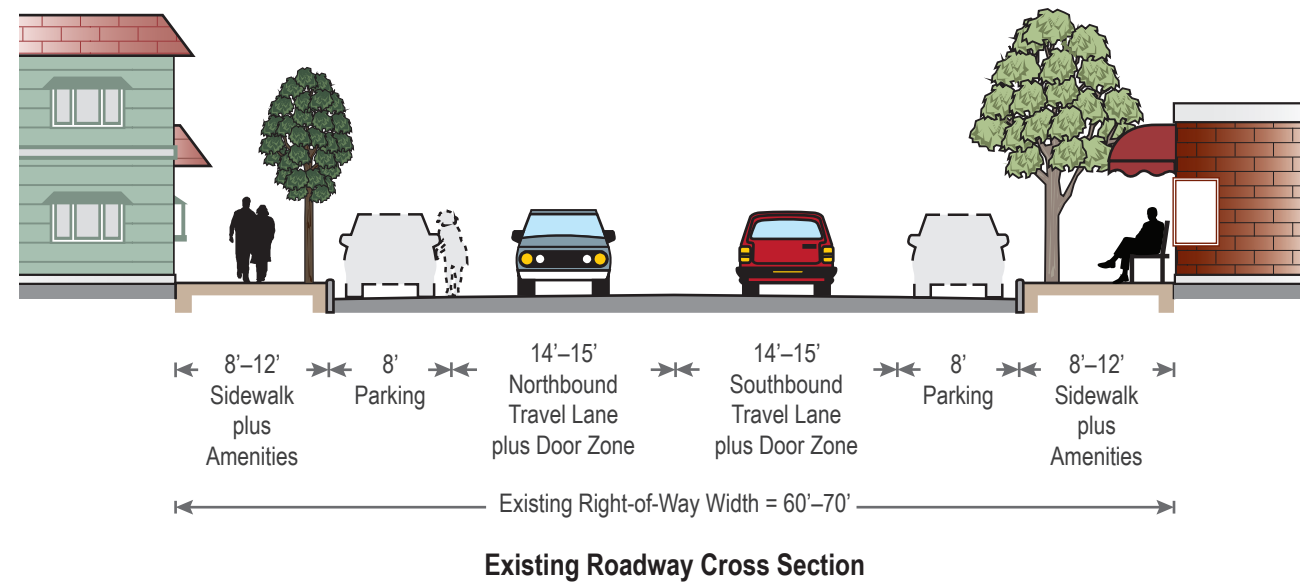 8’–12’
Sidewalk
plus
Amenities
8’
Parking
14’–15’
Northbound
Travel Lane
plus Door Zone
14’–15’
Southbound
Travel Lane
plus Door Zone
8’
Parking
8’–12’
Sidewalk
plus
Amenities
Existing Right-of-Way Width = 60’–70’
Existing Roadway Cross Section